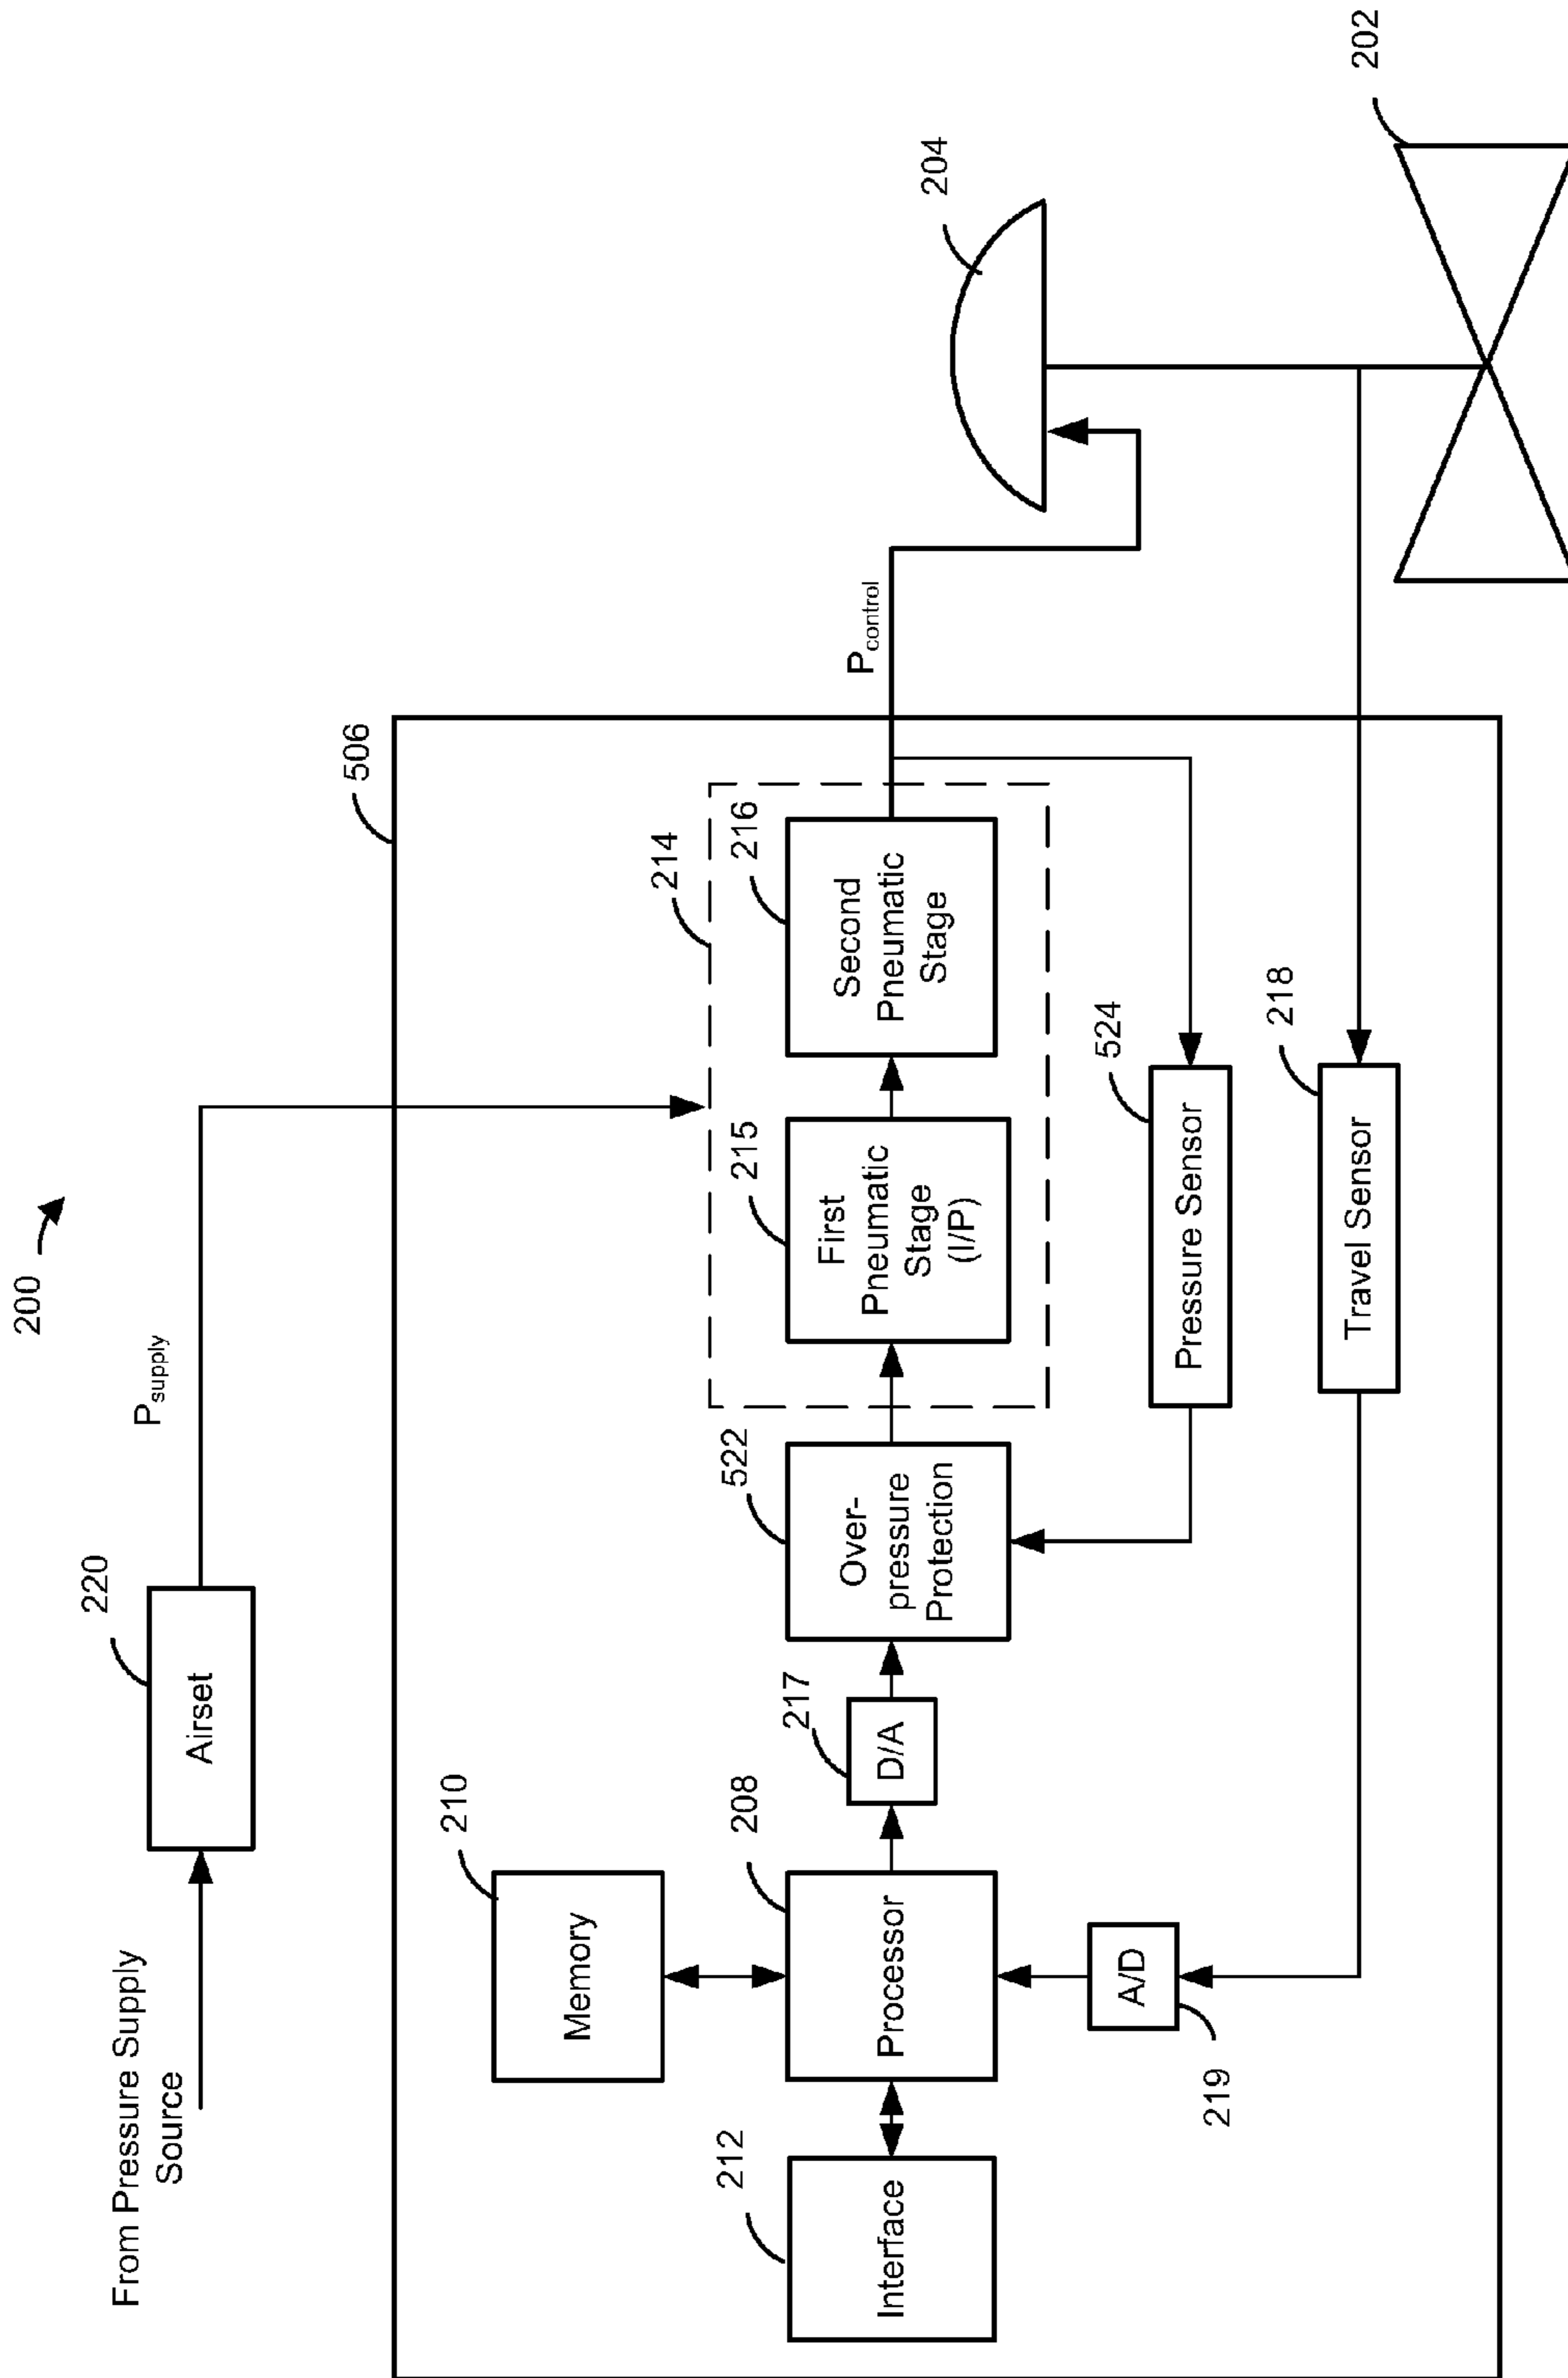 200
From Pressure Supply
Source
Airset
220
P_supply
506
Memory
210
214
Interface
212
Processor
208
D/A
217
Over-
pressure
Protection
522
First
Pneumatic
Stage
(I/P)
215
Second
Pneumatic
Stage
216
P_control
204
A/D
219
Pressure Sensor
524
Travel Sensor
218
202